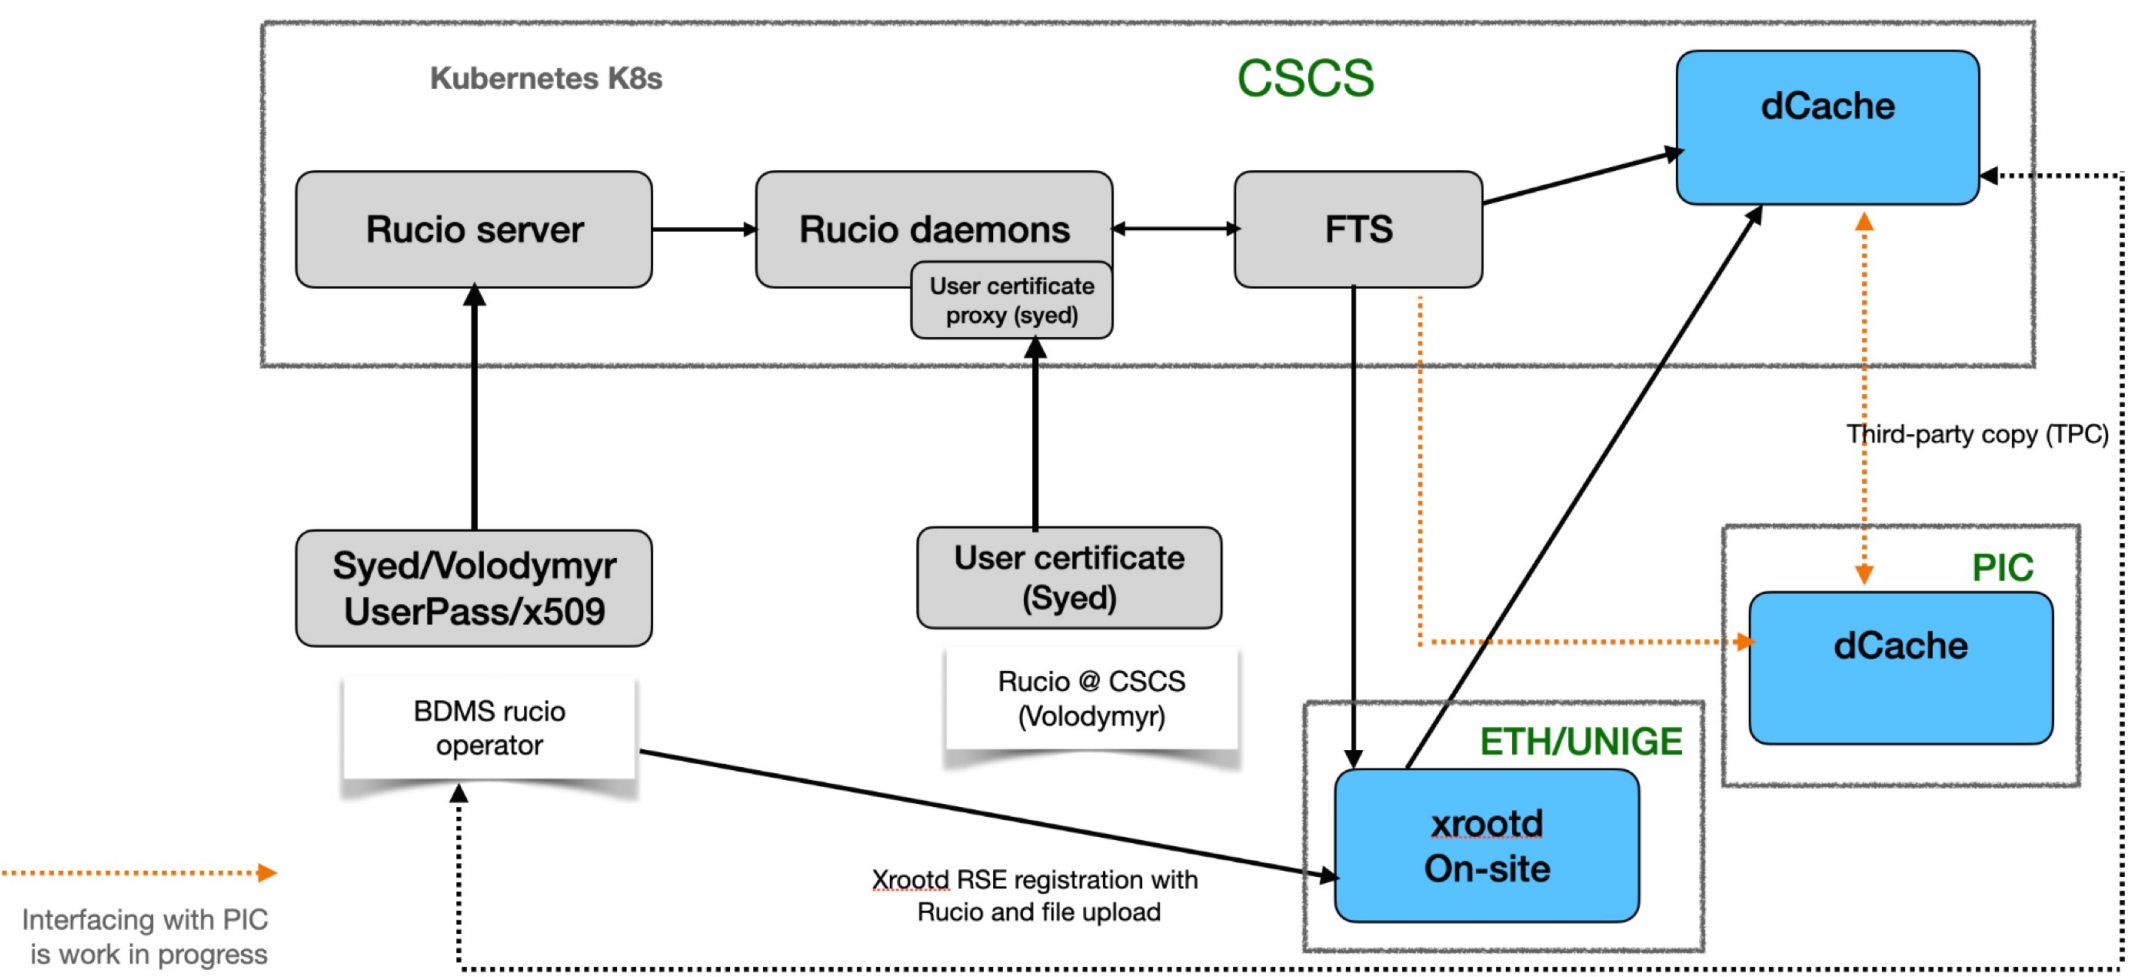 Kubernetes K8s
CSCS
dCache
Rucio server
Rucio daemons
FTS
User certificate
proxy (syed)
Third-party copy (TPC)
Syed/Volodymyr
UserPass/x509
User certificate
(Syed)
PIC
dCache
Rucio @ CSCS
(Volodymyr)
BDMS rucio
operator
ETH/UNIGE
xrootd
On-site
Xrootd RSE registration with
Rucio and file upload
Interfacing with PIC
is work in progress